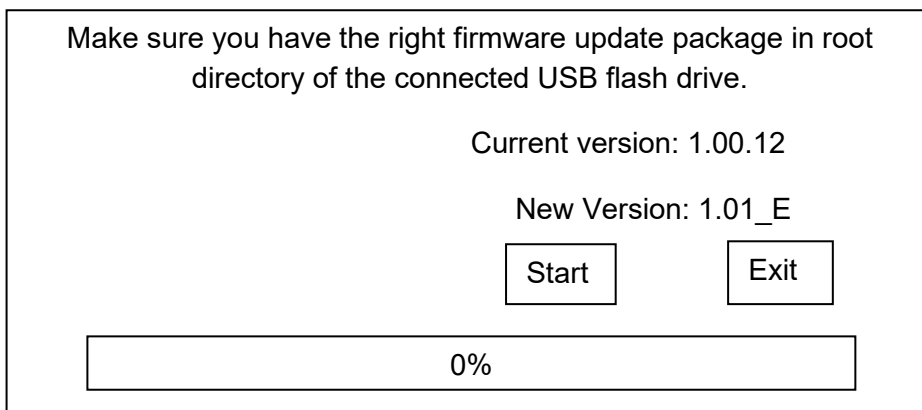 Make sure you have the right firmware update package in root
directory of the connected USB flash drive.
Current version: 1.00.12
New Version: 1.01_E
Start Exit
0%